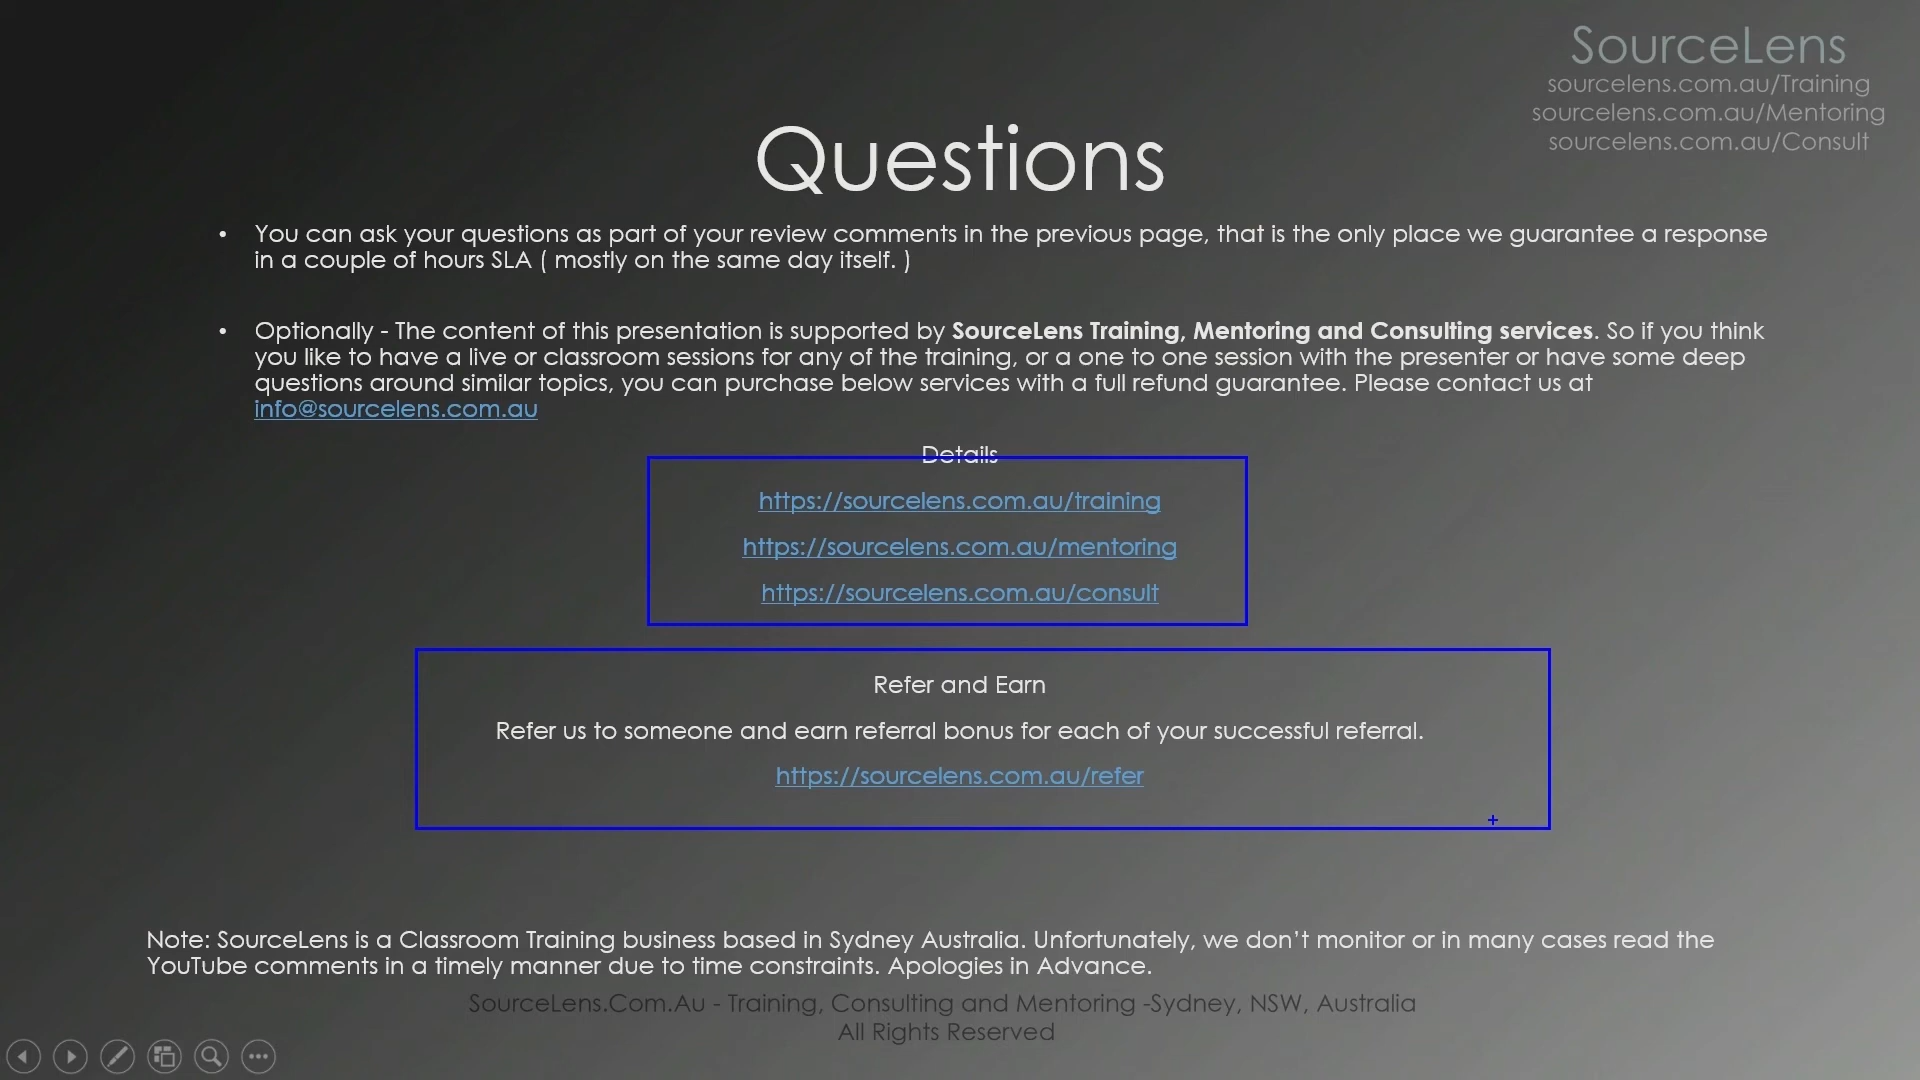 SourceLens
sourcelens.com.au/Training
sourcelens.com.au/Mentoring
sourcelens.com.au/Consult
Questions
• You can ask your questions as part of your review comments in the previous page, that is the only place we guarantee a response
in a couple of hours SLA ( mostly on the same day itself. )
• Optionally - The content of this presentation is supported by SourceLens Training, Mentoring and Consulting services. So if you think
you like to have a live or classroom sessions for any of the training, or a one to one session with the presenter or have some deep
questions around similar topics, you can purchase below services with a full refund guarantee. Please contact us at
info@sourcelens.com.au
Details
https://sourcelens.com.au/training
https://sourcelens.com.au/mentoring
https://sourcelens.com.au/consult
Refer and Earn
Refer us to someone and earn referral bonus for each of your successful referral.
https://sourcelens.com.au/refer
Note: SourceLens is a Classroom Training business based in Sydney Australia. Unfortunately, we don’t monitor or in many cases read the
YouTube comments in a timely manner due to time constraints. Apologies in Advance.
SourceLens.Com.Au - Training, Consulting and Mentoring -Sydney, NSW, Australia
All Rights Reserved